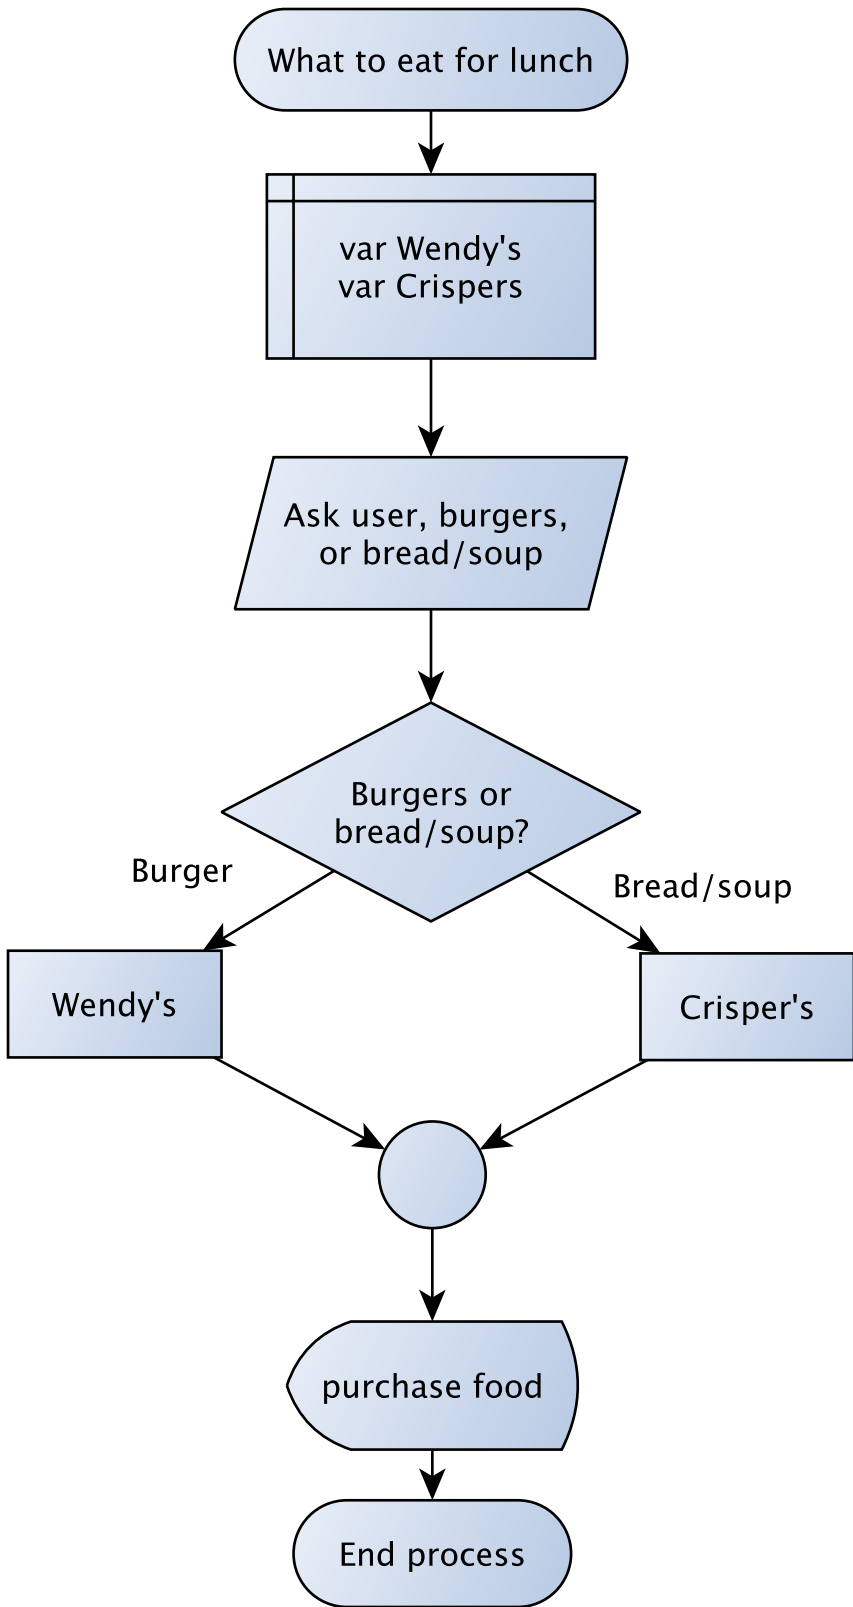 What to eat for lunch
var Wendy's
var Crispers
Ask user, burgers,
or bread/soup
Burgers or
bread/soup?
Burger
Bread/soup
Wendy's
Crisper's
purchase food
End process